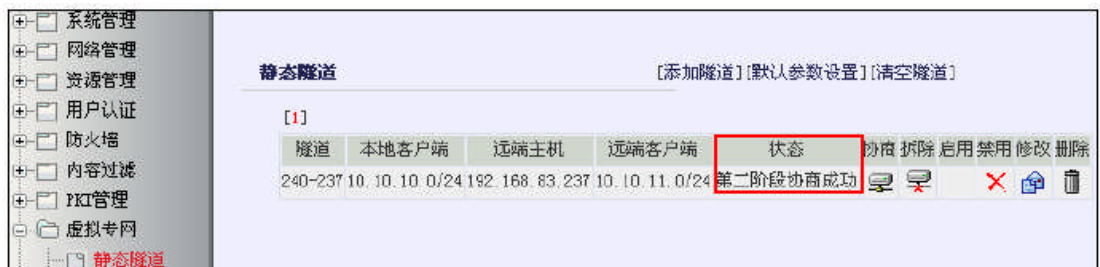 系统管理
网络管理
资源管理
用户认证
防火墙
内容过滤
PKI管理
虚拟专网
静态隧道
静态隧道 [添加隧道][默认参数设置][清空隧道]
[1]
隧道 本地客户端 远端主机 远端客户端 状态 协商 拆除 启用 禁用 修改 删除
240-237 10.10.10.0/24 192.168.83.237 10.10.11.0/24 第二阶段协商成功